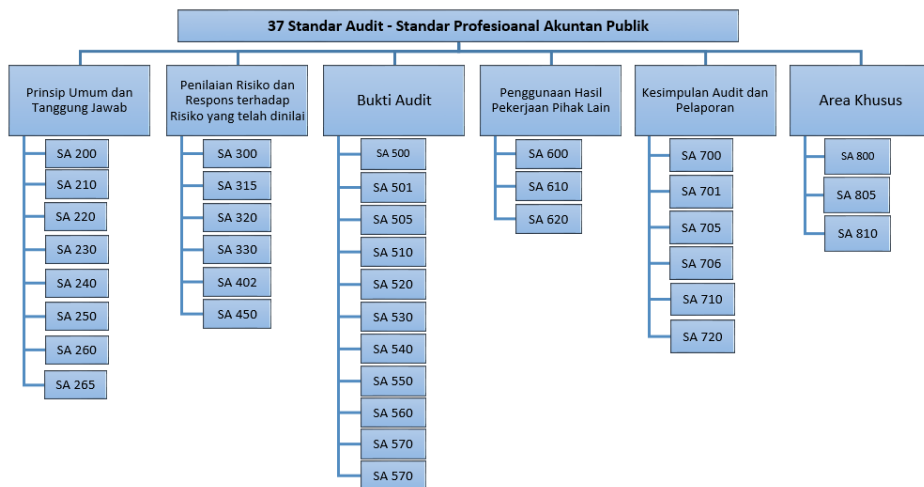 37 Standar Audit - Standar Profesioanal Akuntan Publik
Prinsip Umum dan
Tanggung Jawab
SA 200
SA 210
SA 220
SA 230
SA 240
SA 250
SA 260
SA 265
Penilaian Risiko dan
Respons terhadap
Risiko yang telah dinilai
SA 300
SA 315
SA 320
SA 330
SA 402
SA 450
Bukti Audit
SA 500
SA 501
SA 505
SA 510
SA 520
SA 530
SA 540
SA 550
SA 560
SA 570
SA 570
Penggunaan Hasil
Pekerjaan Pihak Lain
SA 600
SA 610
SA 620
Kesimpulan Audit dan
Pelaporan
SA 700
SA 701
SA 705
SA 706
SA 710
SA 720
Area Khusus
SA 800
SA 805
SA 810